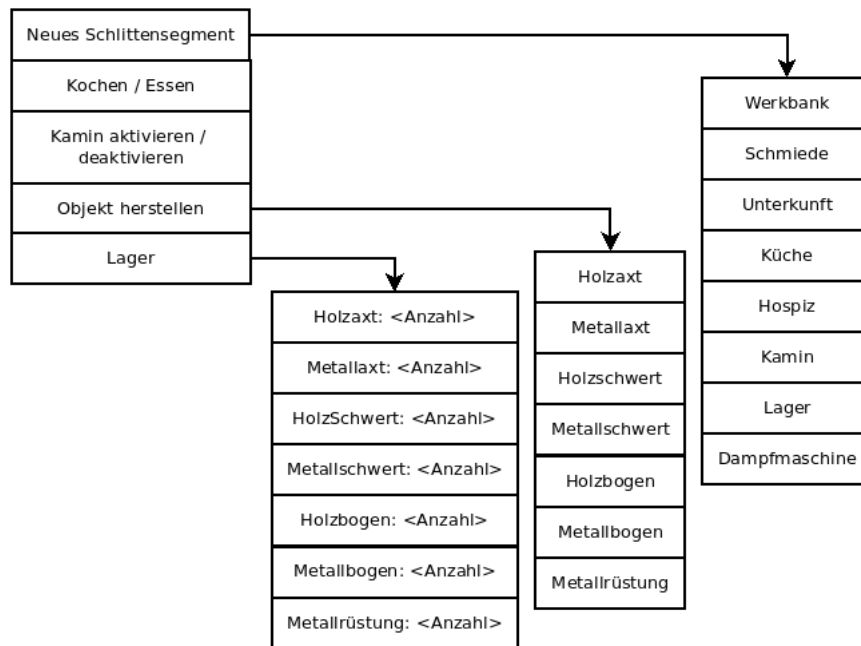 Neues Schlittensegment
Kochen / Essen
Kamin aktivieren /
deaktivieren
Objekt herstellen
Lager
Holzaxt: <Anzahl>
Metallaxt: <Anzahl>
HolzSchwert: <Anzahl>
Metallschwert: <Anzahl>
Holzbogen: <Anzahl>
Metallbogen: <Anzahl>
Metallrüstung: <Anzahl>
Holzaxt
Metallaxt
Holzschwert
Metallschwert
Holzbogen
Metallbogen
Metallrüstung
Werkbank
Schmiede
Unterkunft
Küche
Hospiz
Kamin
Lager
Dampfmaschine